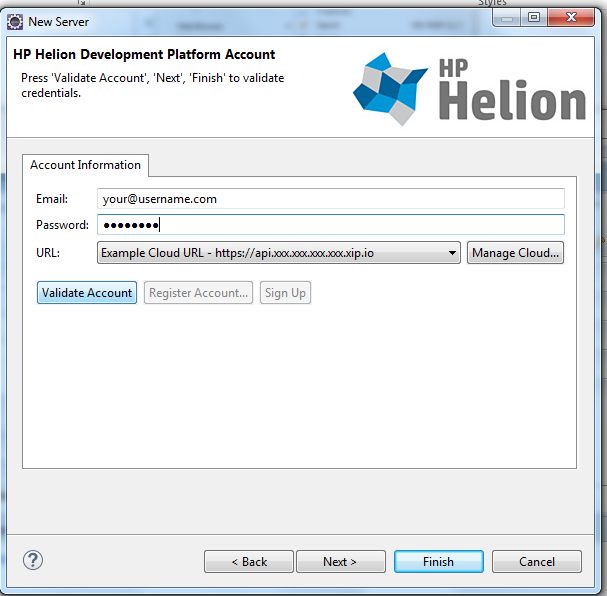 Styles
New Server
HP Helion Development Platform Account
Press 'Validate Account', 'Next', 'Finish' to validate
credentials.
HP
Helion
Account Information
Email: your@username.com
Password: ●●●●●●●●
URL: Example Cloud URL - https://api.xxx.xxx.xxx.xxx.xip.io Manage Cloud...
Validate Account Register Account... Sign Up
? < Back Next > Finish Cancel